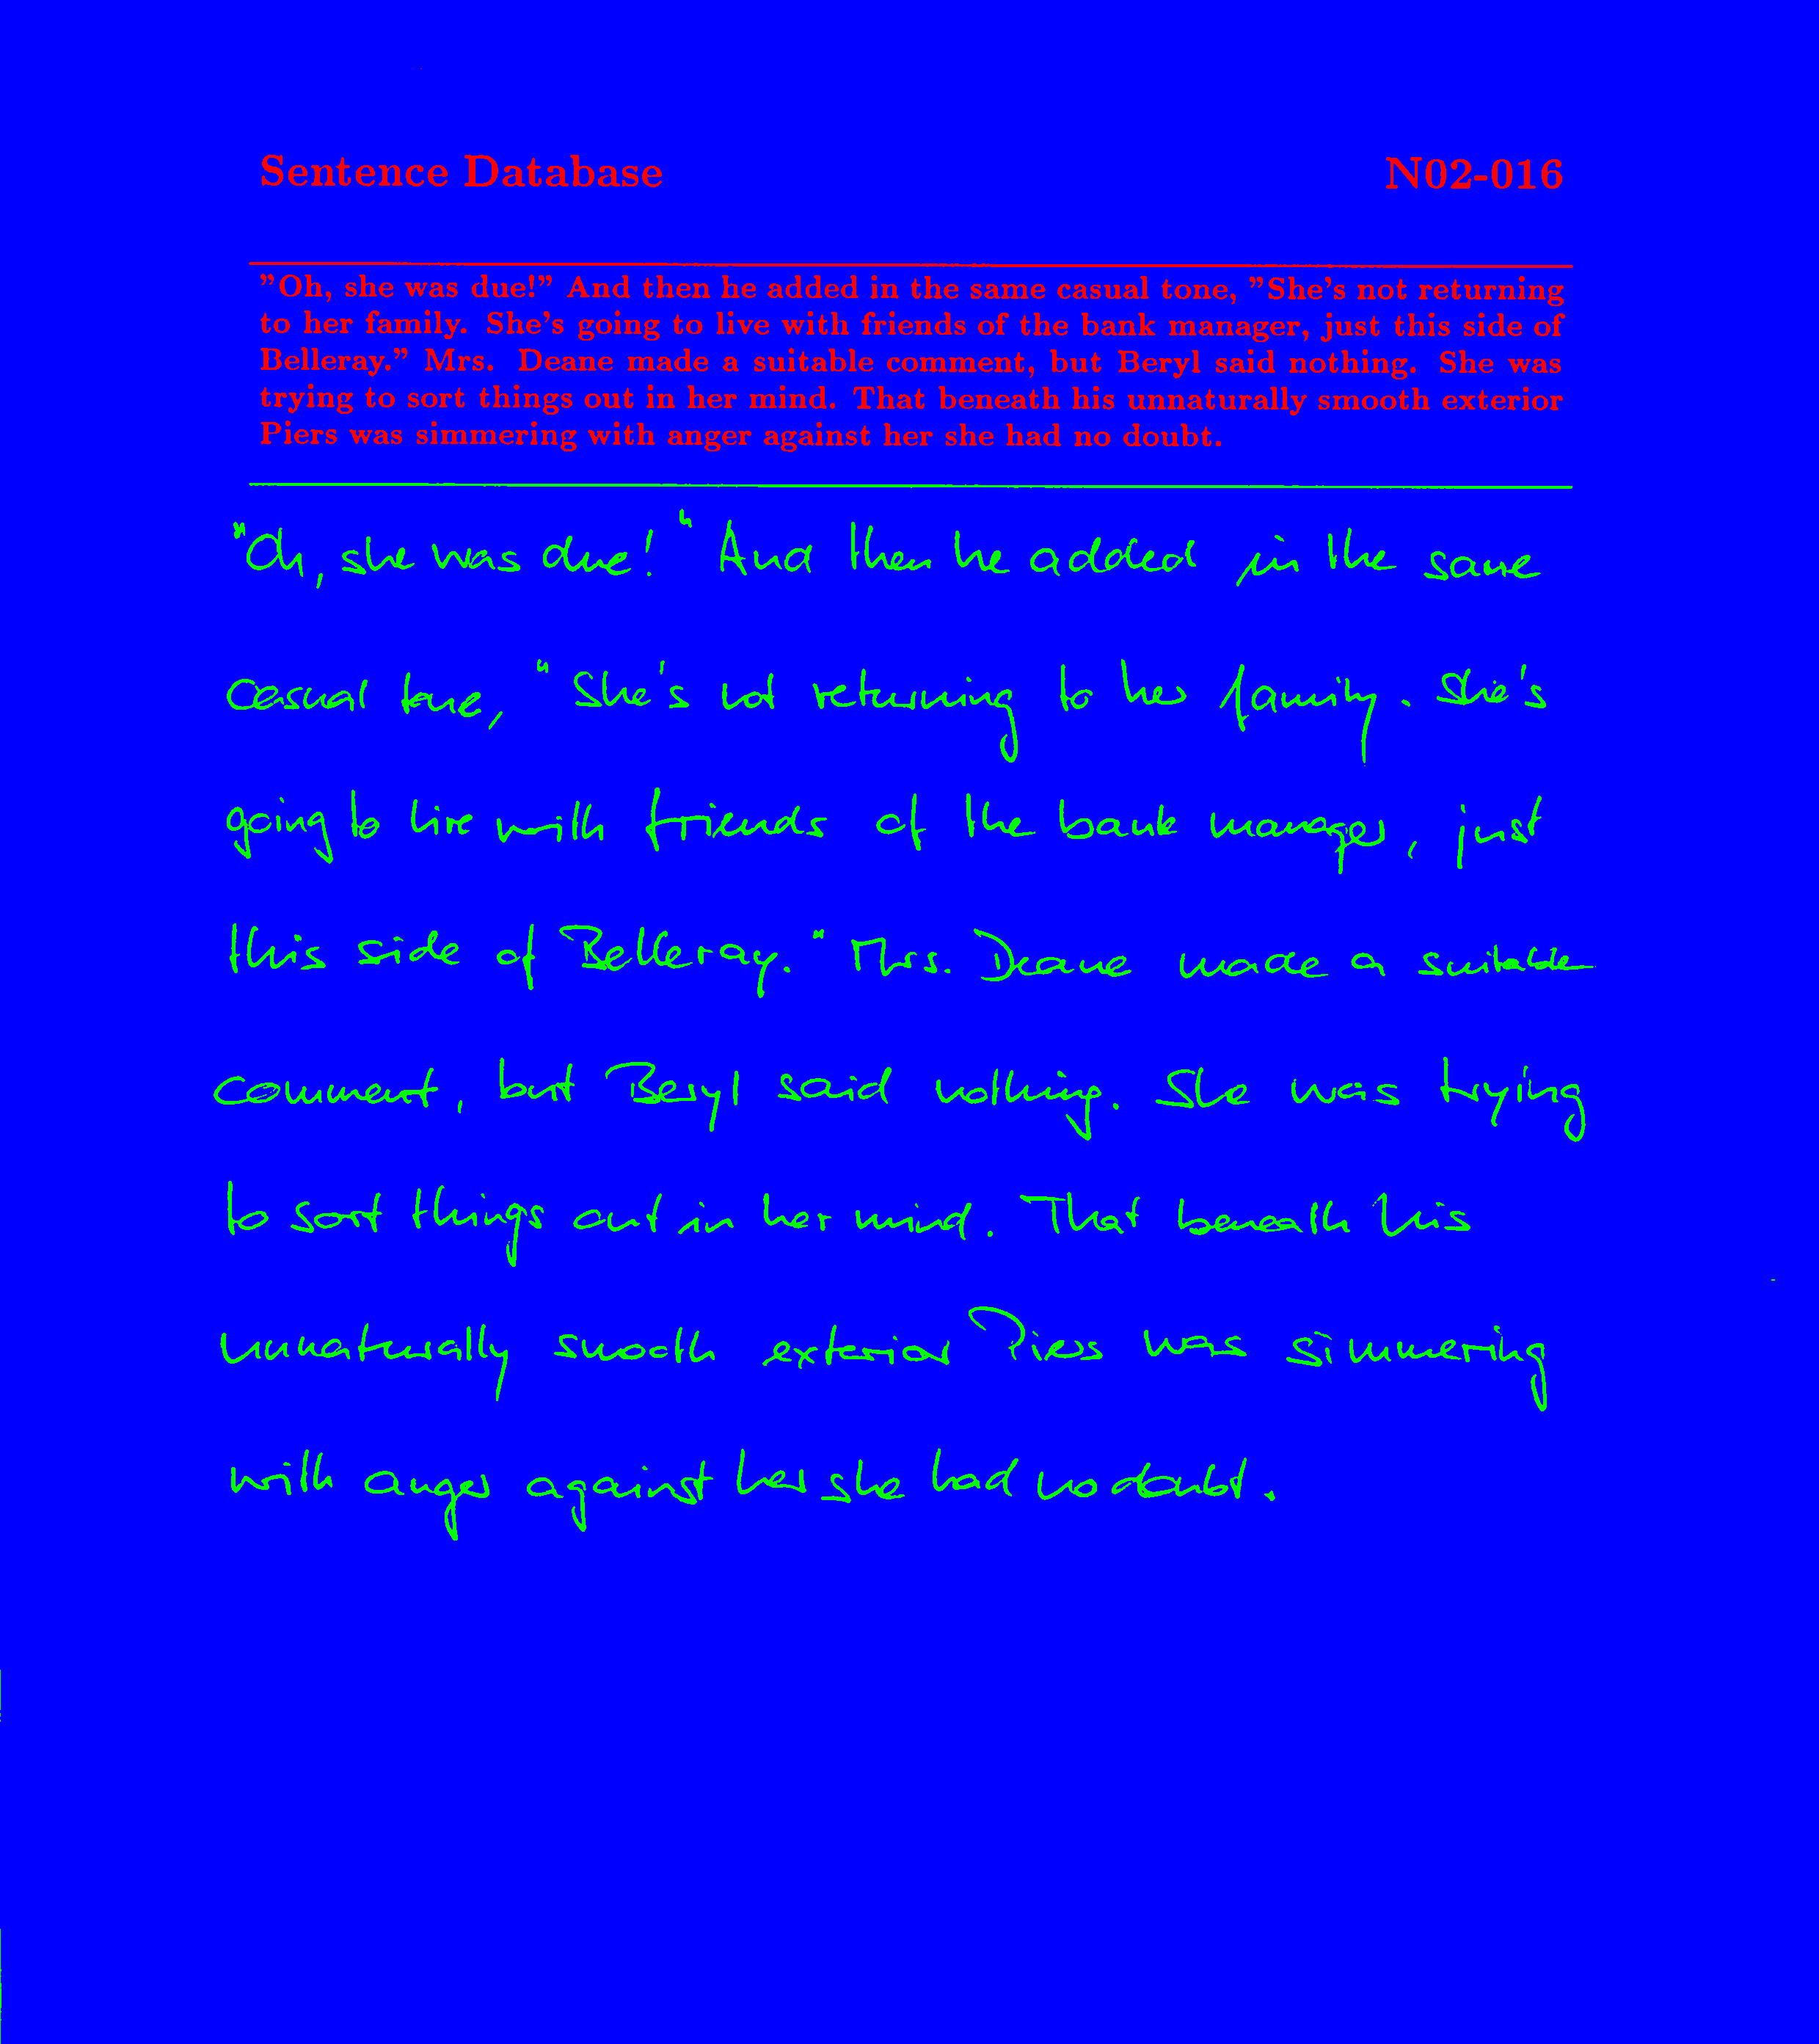 Sentence Database N02-016
"Oh, she was due!" And then he added in the same casual tone, "She's not returning
to her family. She's going to live with friends of the bank manager, just this side of
Belleray." Mrs. Deane made a suitable comment, but Beryl said nothing. She was
trying to sort things out in her mind. That beneath his unnaturally smooth exterior
Piers was simmering with anger against her she had no doubt.
"Oh, she was due!" And then he added in the same
casual tone, "She's not returning to her family. She's
going to live with friends of the bank manager, just
this side of Belleray." Mrs. Deane made a suitable
comment, but Beryl said nothing. She was trying
to sort things out in her mind. That beneath his
unnaturally smooth exterior Piers was simmering
with anger against her she had no doubt.